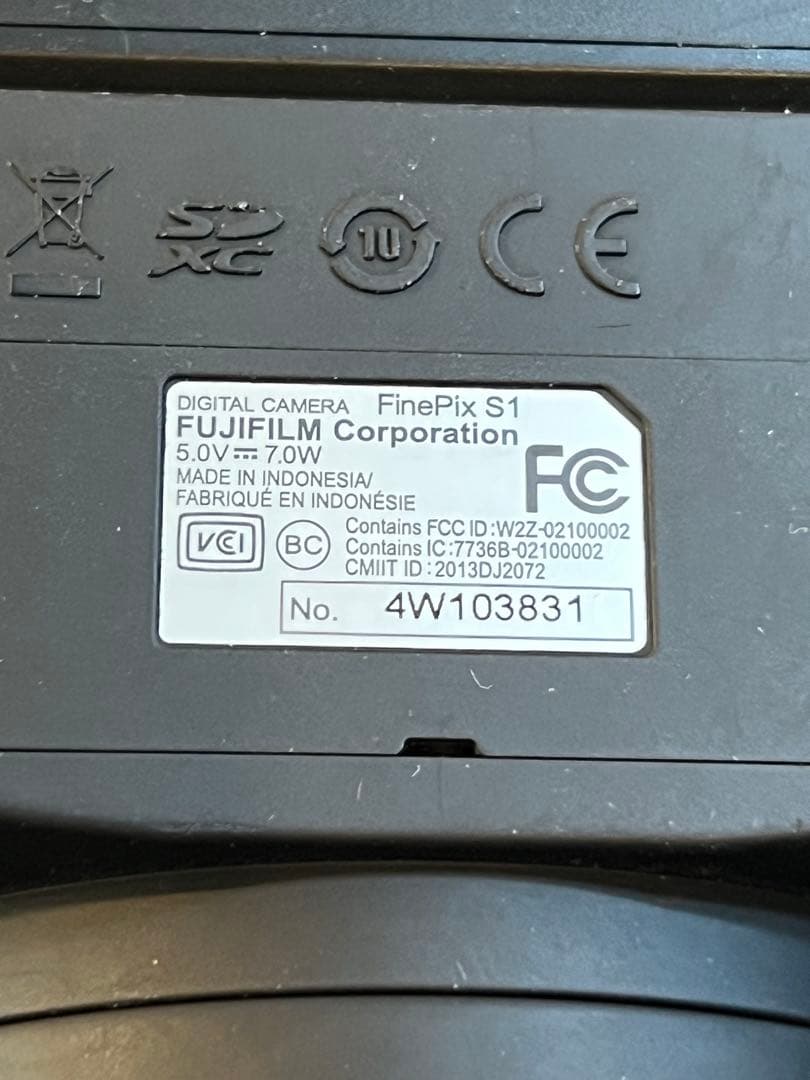 SD XC 10 CE
DIGITAL CAMERA FinePix S1
FUJIFILM Corporation
5.0V⎓7.0W
MADE IN INDONESIA/
FABRIQUÉ EN INDONÉSIE
FC
VCI BC
Contains FCC ID:W2Z-02100002
Contains IC:7736B-02100002
CMIIT ID:2013DJ2072
No. 4W103831